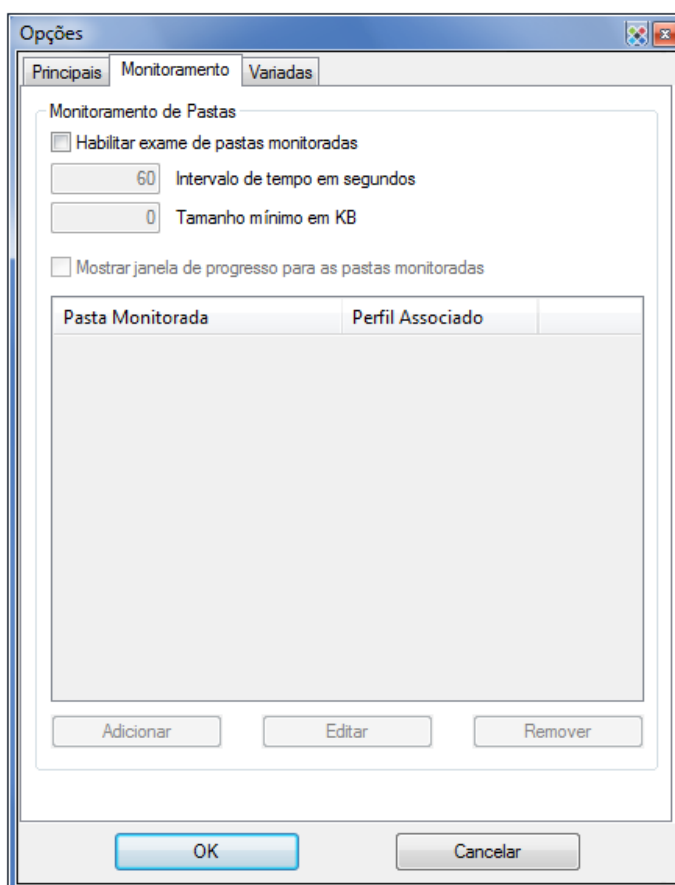 Opções
Principais Monitoramento Variadas
Monitoramento de Pastas
Habilitar exame de pastas monitoradas
60 Intervalo de tempo em segundos
0 Tamanho mínimo em KB
Mostrar janela de progresso para as pastas monitoradas
Pasta Monitorada Perfil Associado
Adicionar Editar Remover
OK Cancelar